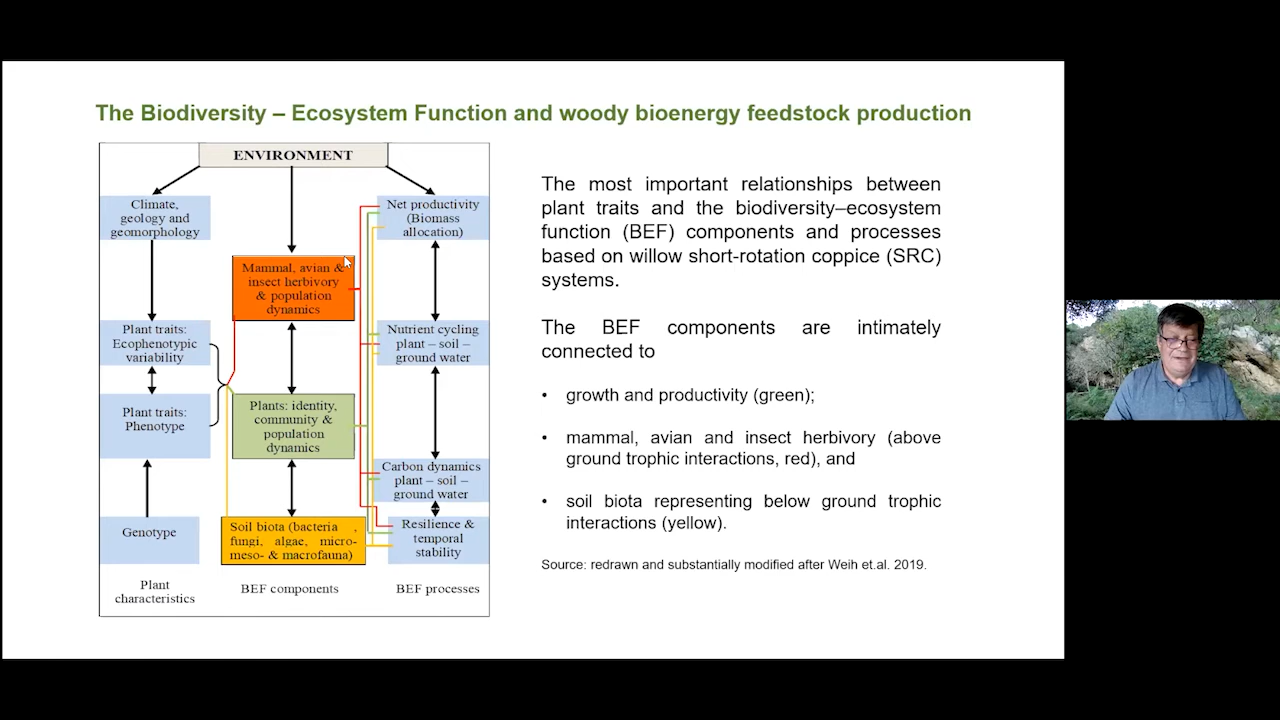 The Biodiversity – Ecosystem Function and woody bioenergy feedstock production
ENVIRONMENT
Climate,
geology and
geomorphology
Plant traits:
Ecophenotypic
variability
Plant traits:
Phenotype
Genotype
Plant
characteristics
Mammal, avian &
insect herbivory
& population
dynamics
Plants: identity,
community &
population
dynamics
Soil biota (bacteria ,
fungi, algae, micro-
meso- & macrofauna)
BEF components
Net productivity
(Biomass
allocation)
Nutrient cycling
plant – soil –
ground water
Carbon dynamics
plant – soil –
ground water
Resilience &
temporal
stability
BEF processes
The most important relationships between
plant traits and the biodiversity–ecosystem
function (BEF) components and processes
based on willow short-rotation coppice (SRC)
systems.
The BEF components are intimately
connected to
• growth and productivity (green);
• mammal, avian and insect herbivory (above
ground trophic interactions, red), and
• soil biota representing below ground trophic
interactions (yellow).
Source: redrawn and substantially modified after Weih et.al. 2019.